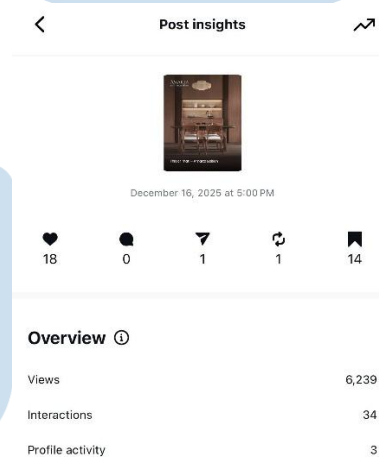 Post insights
December 16, 2025 at 5:00 PM
18 0 1 1 14
Overview
Views 6,239
Interactions 34
Profile activity 3